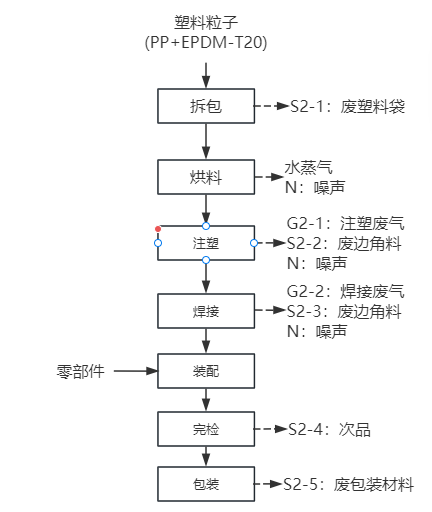 塑料粒子
(PP+EPDM-T20)
拆包
S2-1：废塑料袋
烘料
水蒸气
N：噪声
注塑
G2-1：注塑废气
S2-2：废边角料
N：噪声
焊接
G2-2：焊接废气
S2-3：废边角料
N：噪声
零部件
装配
完检
S2-4：次品
包装
S2-5：废包装材料